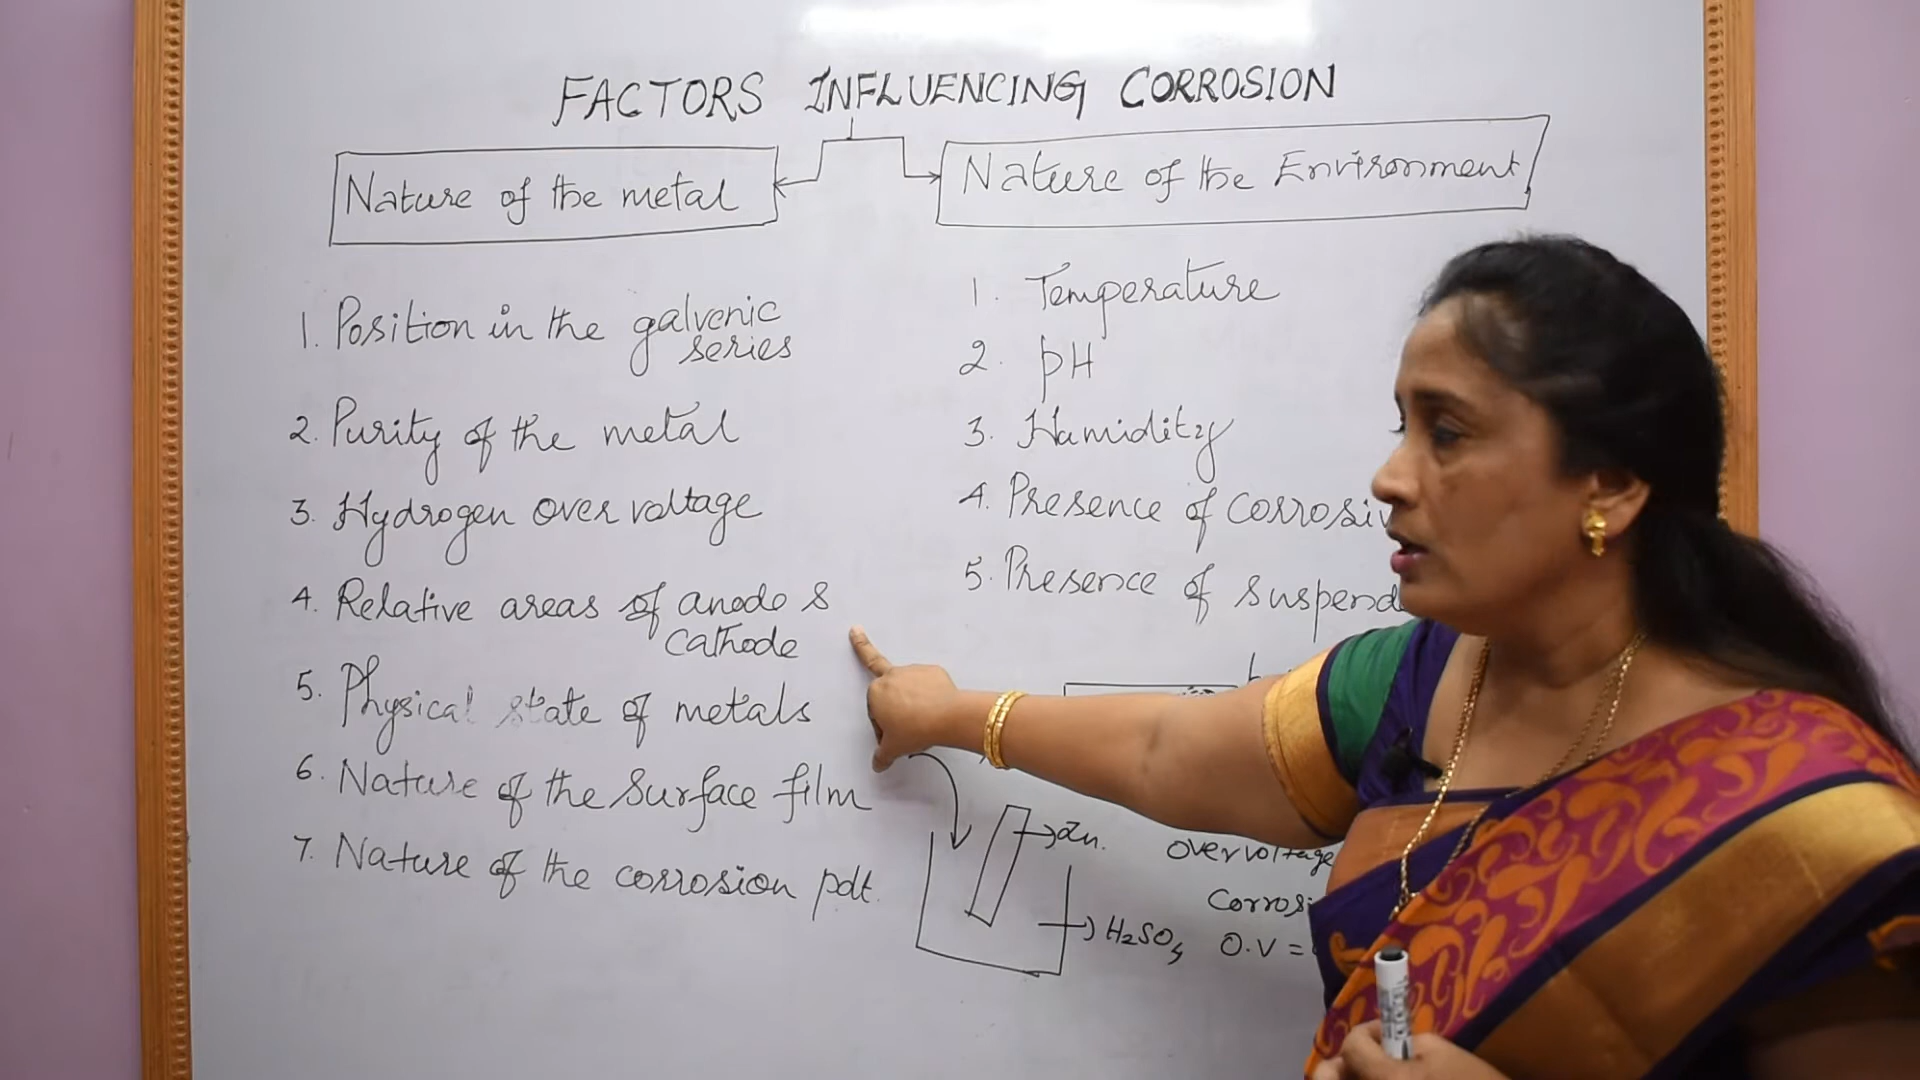 FACTORS INFLUENCING CORROSION
Nature of the metal
1. Position in the galvenic
series
2. Purity of the metal
3. Hydrogen over voltage
4. Relative areas of anode &
cathode
5. Physical state of metals
6. Nature of the surface film
7. Nature of the corrosion pdt.
Nature of the Environment
1. Temperature
2. pH
3. Humidity
4. Presence of corrosiv
5. Presence of suspend
Zn.
H₂SO₄
over voltage
Corrosi
O.V =